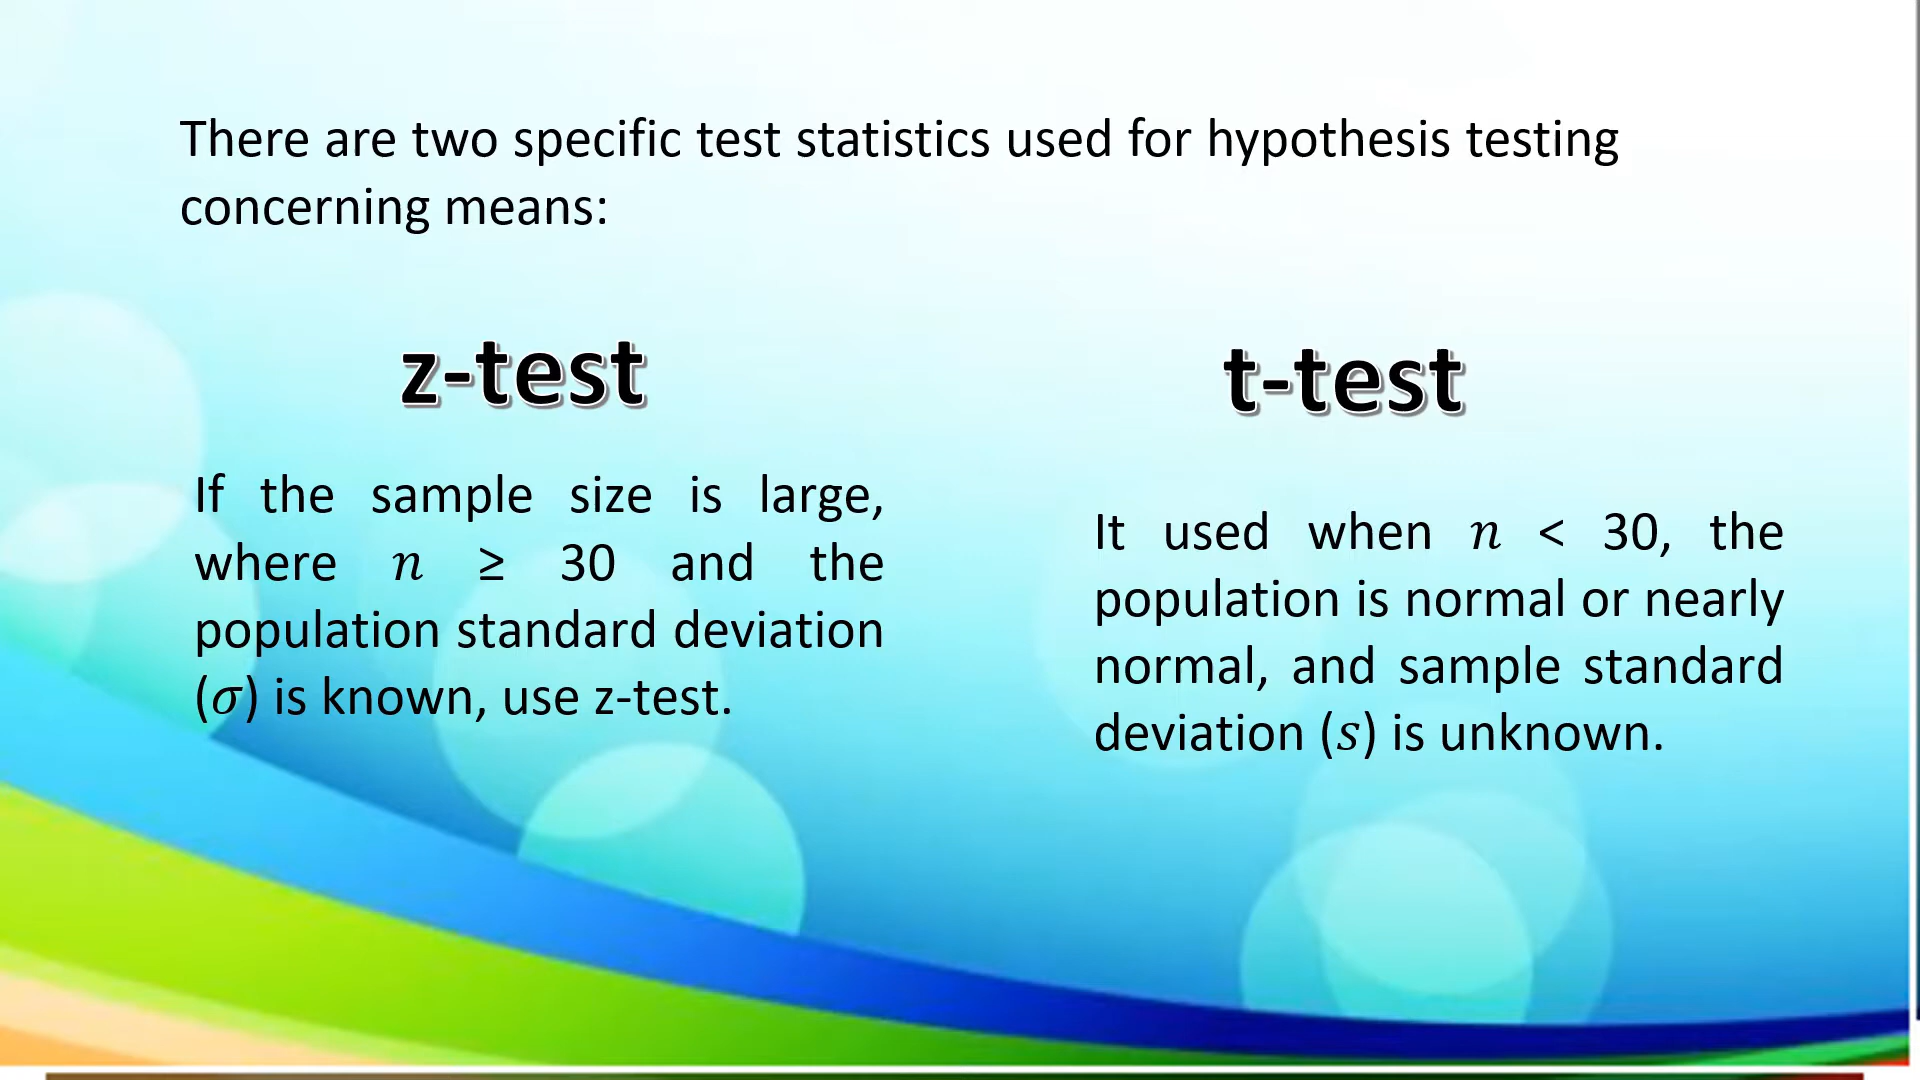 There are two specific test statistics used for hypothesis testing
concerning means:
z-test
If the sample size is large,
where 𝑛 ≥ 30 and the
population standard deviation
(𝜎) is known, use z-test.
t-test
It used when 𝑛 < 30, the
population is normal or nearly
normal, and sample standard
deviation (𝑠) is unknown.